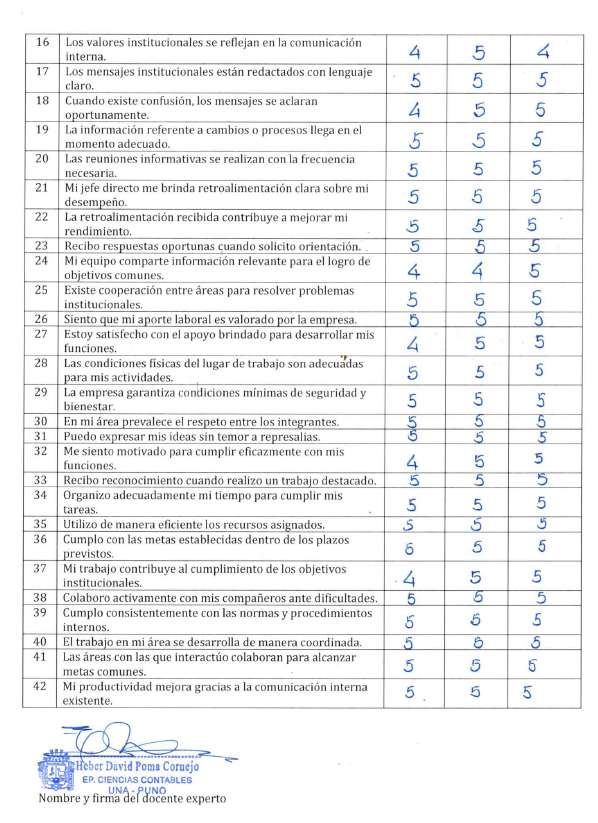 16 Los valores institucionales se reflejan en la comunicación 4 5 4
interna.
17 Los mensajes institucionales están redactados con lenguaje 5 5 5
claro.
18 Cuando existe confusión, los mensajes se aclaran 4 5 5
oportunamente.
19 La información referente a cambios o procesos llega en el 5 5 5
momento adecuado.
20 Las reuniones informativas se realizan con la frecuencia 5 5 5
necesaria.
21 Mi jefe directo me brinda retroalimentación clara sobre mi 5 5 5
desempeño.
22 La retroalimentación recibida contribuye a mejorar mi 5 5 5
rendimiento.
23 Recibo respuestas oportunas cuando solicito orientación. 5 5 5
24 Mi equipo comparte información relevante para el logro de 4 4 5
objetivos comunes.
25 Existe cooperación entre áreas para resolver problemas 5 5 5
institucionales.
26 Siento que mi aporte laboral es valorado por la empresa. 5 5 5
27 Estoy satisfecho con el apoyo brindado para desarrollar mis 4 5 5
funciones.
28 Las condiciones físicas del lugar de trabajo son adecuadas 5 5 5
para mis actividades.
29 La empresa garantiza condiciones mínimas de seguridad y 5 5 5
bienestar.
30 En mi área prevalece el respeto entre los integrantes. 5 5 5
31 Puedo expresar mis ideas sin temor a represalias. 5 5 5
32 Me siento motivado para cumplir eficazmente con mis 4 5 5
funciones.
33 Recibo reconocimiento cuando realizo un trabajo destacado. 5 5 5
34 Organizo adecuadamente mi tiempo para cumplir mis 5 5 5
tareas.
35 Utilizo de manera eficiente los recursos asignados. 5 5 5
36 Cumplo con las metas establecidas dentro de los plazos 5 5 5
previstos.
37 Mi trabajo contribuye al cumplimiento de los objetivos 4 5 5
institucionales.
38 Colaboro activamente con mis compañeros ante dificultades. 5 5 5
39 Cumplo consistentemente con las normas y procedimientos 5 5 5
internos.
40 El trabajo en mi área se desarrolla de manera coordinada. 5 5 5
41 Las áreas con las que interactúo colaboran para alcanzar 5 5 5
metas comunes.
42 Mi productividad mejora gracias a la comunicación interna 5 5 5
existente.
Heber David Poma Cornejo
EP. CIENCIAS CONTABLES
UNA - PUNO
Nombre y firma del docente experto